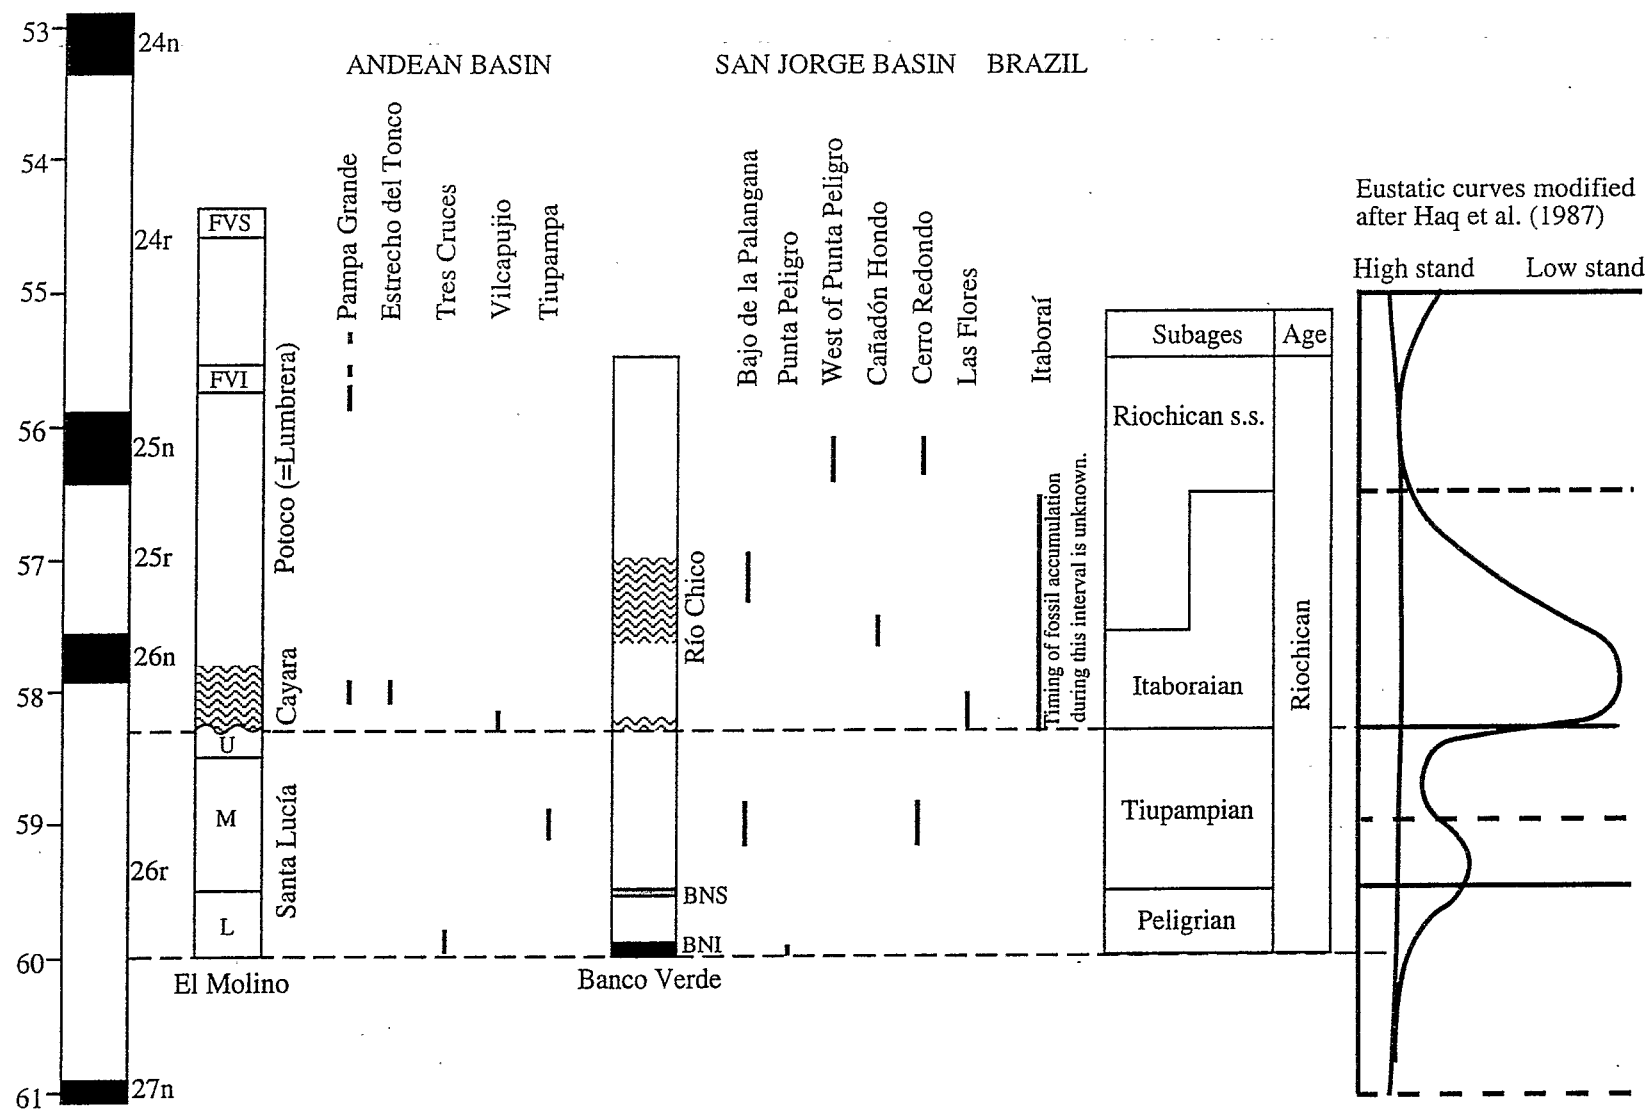 53
24n
ANDEAN BASIN
SAN JORGE BASIN
BRAZIL
54
24r
55
56
25n
57
25r
26n
58
59
26r
60
61
27n
FVS
FVI
U
M
L
El Molino
Potoco (=Lumbrera)
Cayara
Santa Lucía
Pampa Grande
Estrecho del Tonco
Tres Cruces
Vilcapujio
Tiupampa
Río Chico
BNS
BNI
Banco Verde
Bajo de la Palangana
Punta Peligro
West of Punta Peligro
Cañadón Hondo
Cerro Redondo
Las Flores
Itaboraí
Timing of fossil accumulation
during this interval is unknown.
Subages
Age
Riochican s.s.
Itaboraian
Tiupampian
Peligrian
Riochican
Eustatic curves modified
after Haq et al. (1987)
High stand
Low stand